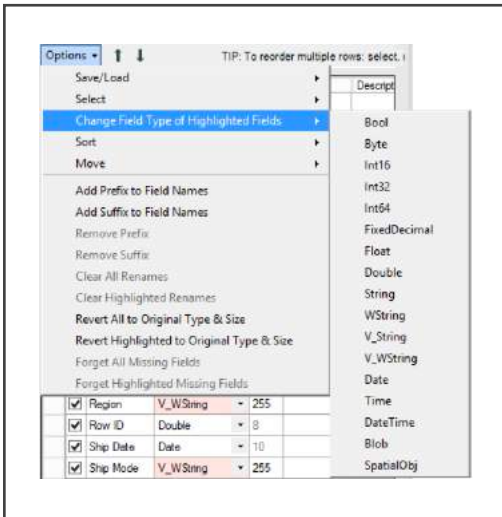 Options TIP: To reorder multiple rows: select,
Descript
Save/Load
Select
Change Field Type of Highlighted Fields
Sort
Move
Add Prefix to Field Names
Add Suffix to Field Names
Remove Prefix
Remove Suffix
Clear All Renames
Clear Highlighted Renames
Revert All to Original Type & Size
Revert Highlighted to Original Type & Size
Forget All Missing Fields
Forget Highlighted Missing Fields
Bool
Byte
Int16
Int32
Int64
FixedDecimal
Float
Double
String
WString
V_String
V_WString
Date
Time
DateTime
Blob
SpatialObj
Region V_WString 255
Row ID Double 8
Ship Date Date 10
Ship Mode V_WString 255